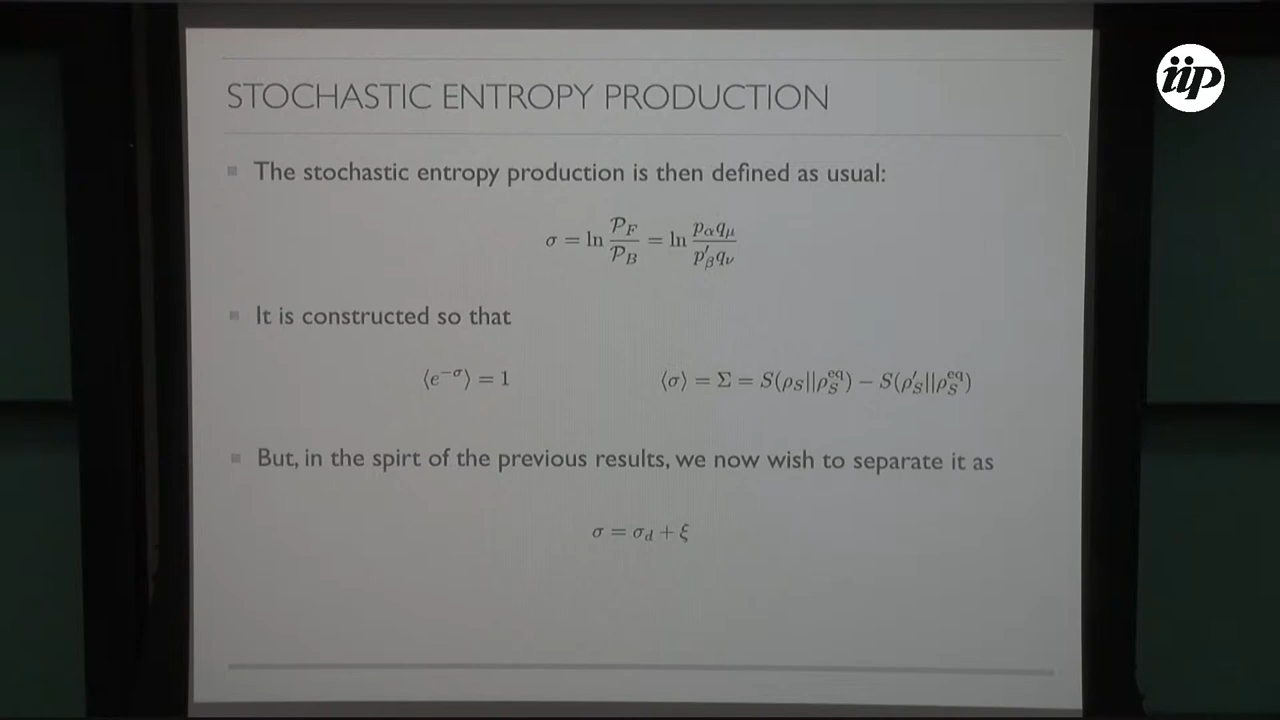 iip
STOCHASTIC ENTROPY PRODUCTION
The stochastic entropy production is then defined as usual:
σ = ln P_F / P_B = ln p_α q_μ / p'_β q_ν
It is constructed so that
⟨e^{-σ}⟩ = 1    ⟨σ⟩ = Σ = S(ρ_S||ρ_S^{eq}) − S(ρ'_S||ρ_S^{eq})
But, in the spirt of the previous results, we now wish to separate it as
σ = σ_d + ξ